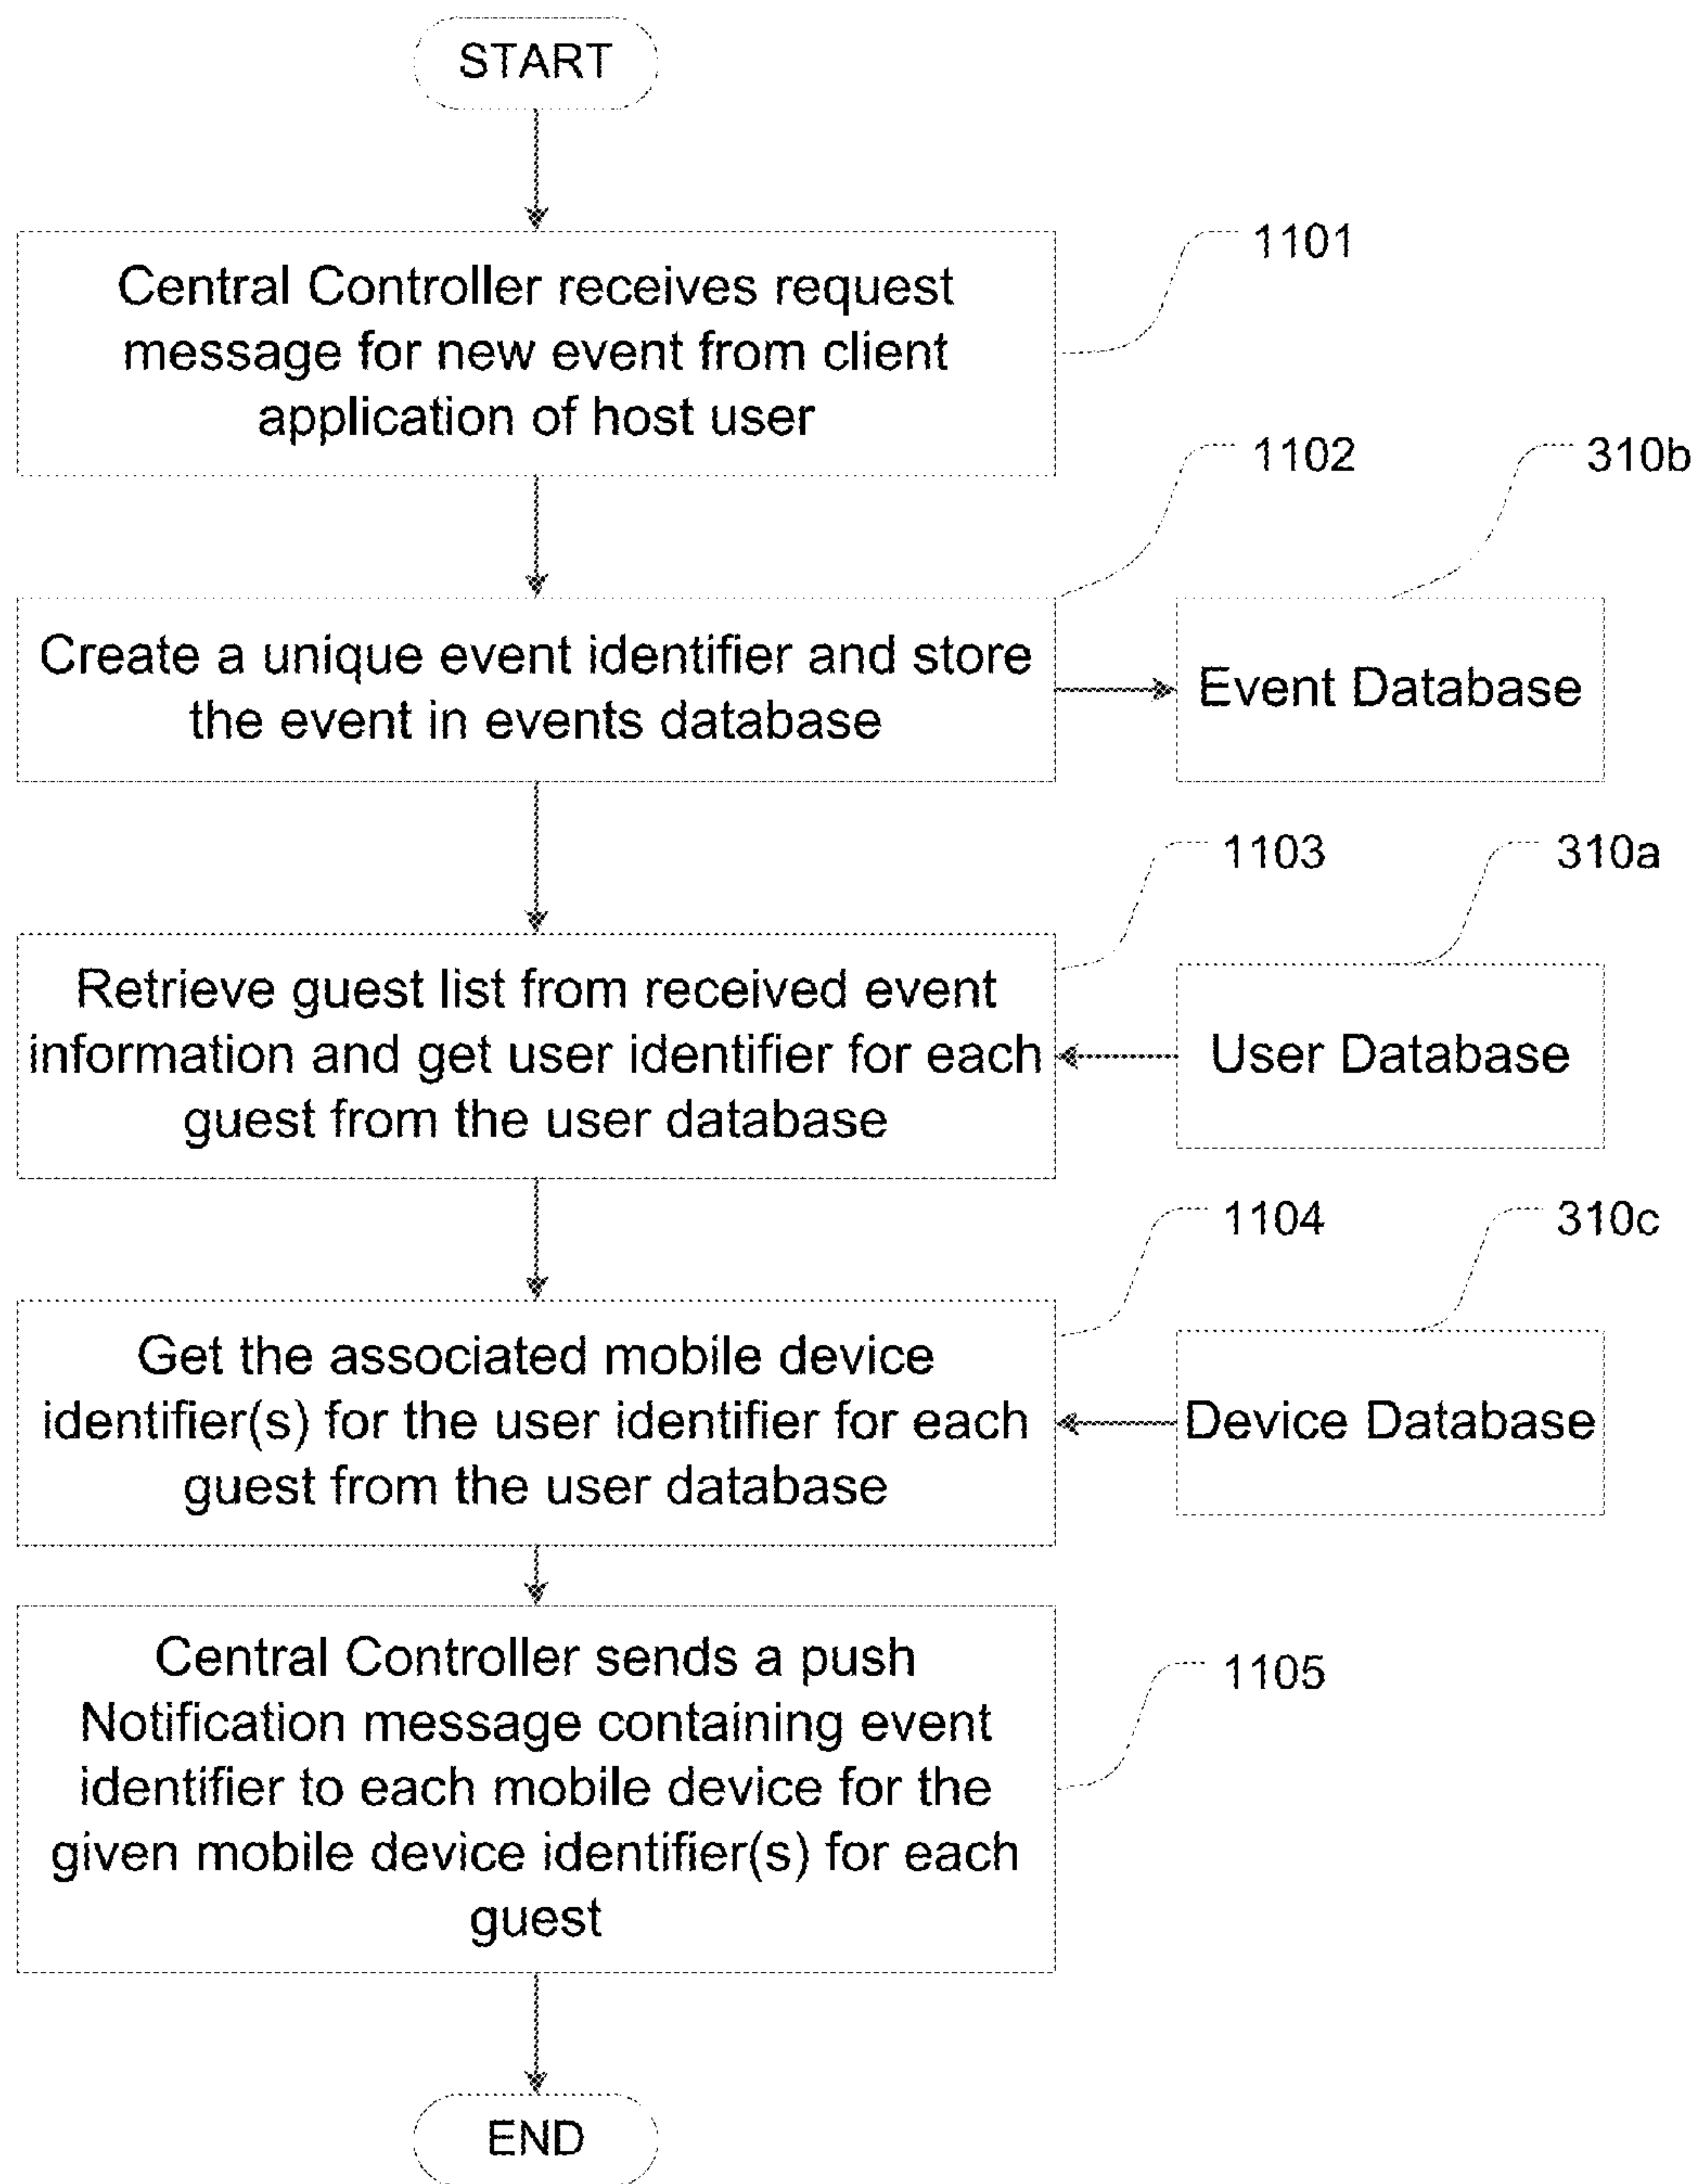 START
1101
Central Controller receives request
message for new event from client
application of host user
1102
310b
Create a unique event identifier and store
the event in events database
Event Database
1103
310a
Retrieve guest list from received event
information and get user identifier for each
guest from the user database
User Database
1104
310c
Get the associated mobile device
identifier(s) for the user identifier for each
guest from the user database
Device Database
Central Controller sends a push
Notification message containing event
identifier to each mobile device for the
given mobile device identifier(s) for each
guest
1105
END